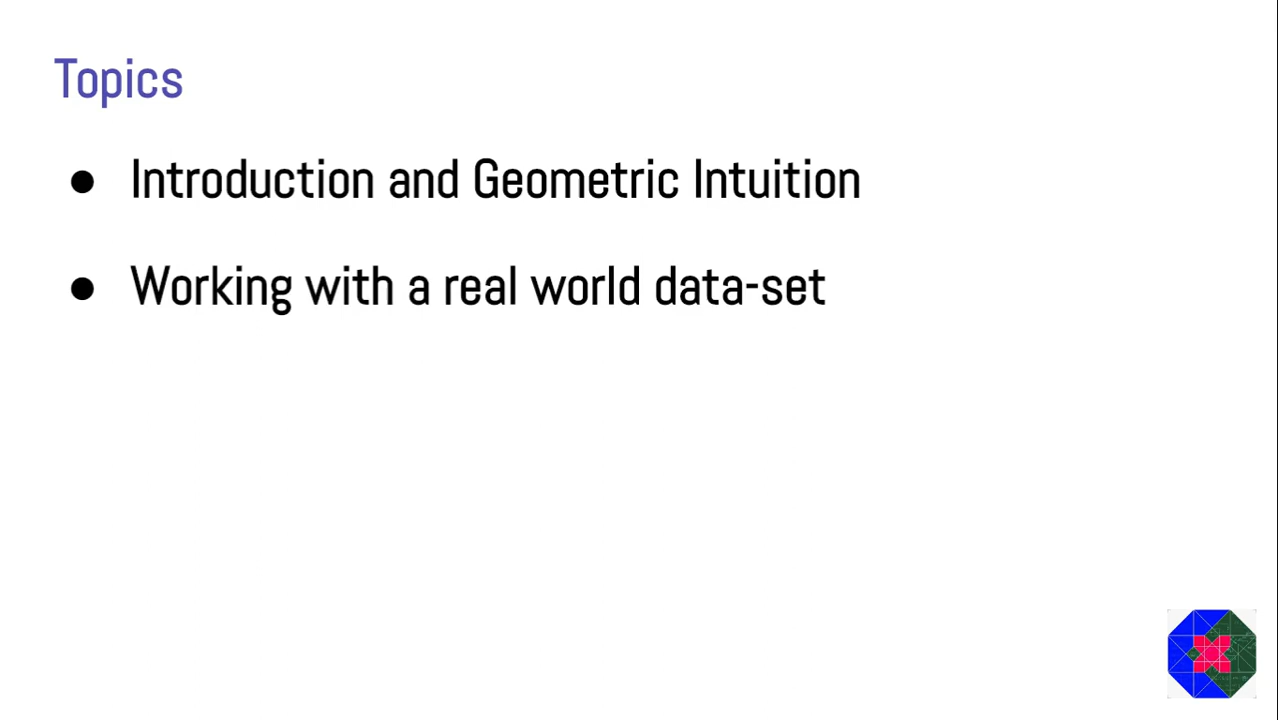 Topics
● Introduction and Geometric Intuition
● Working with a real world data-set